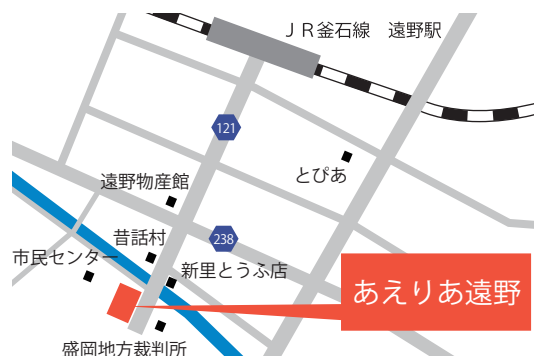 ＪＲ釜石線　遠野駅
121
とぴあ
遠野物産館
238
昔話村
市民センター
新里とうふ店
あえりあ遠野
盛岡地方裁判所